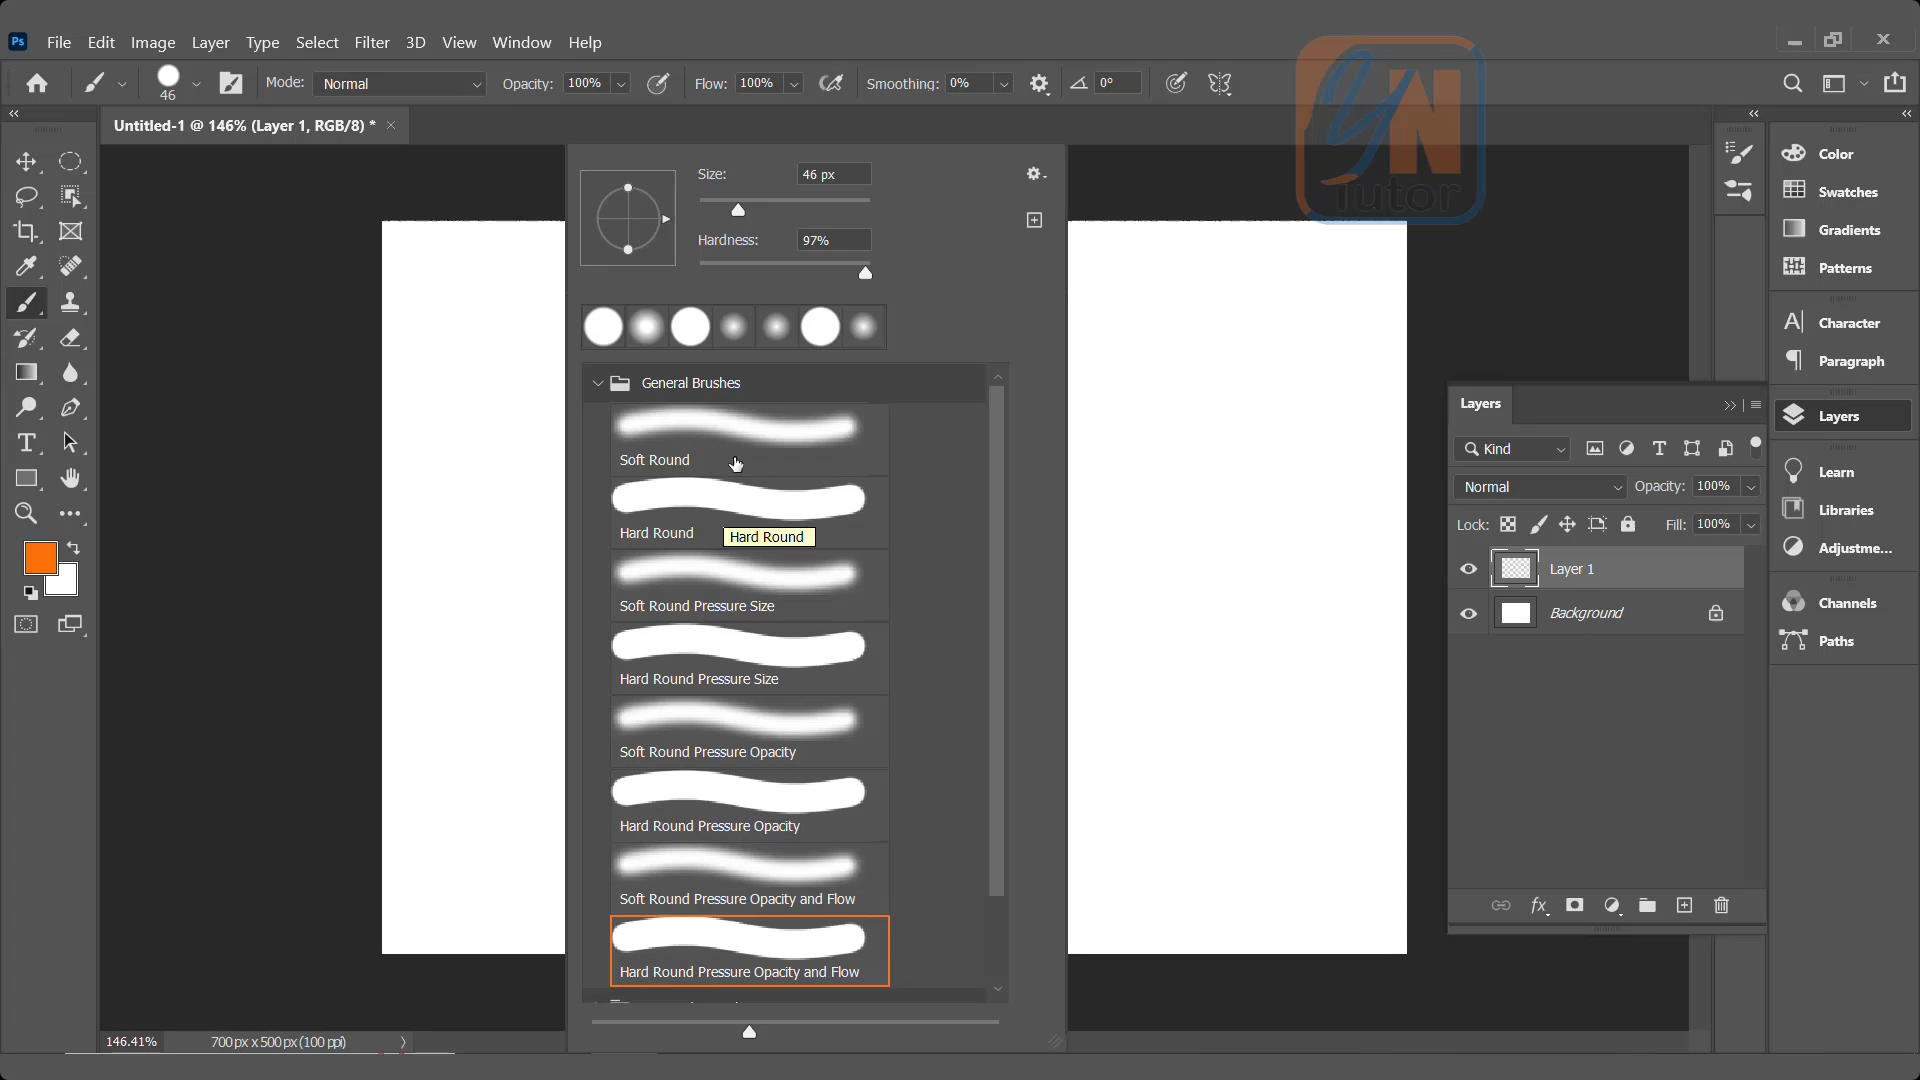 Ps File Edit Image Layer Type Select Filter 3D View Window Help
46 Mode: Normal Opacity: 100% Flow: 100% Smoothing: 0% 0°
YN
Tutor
Untitled-1 @ 146% (Layer 1, RGB/8) *
Size: 46 px
Hardness: 97%
General Brushes
Soft Round
Hard Round
Hard Round
Soft Round Pressure Size
Hard Round Pressure Size
Soft Round Pressure Opacity
Hard Round Pressure Opacity
Soft Round Pressure Opacity and Flow
Hard Round Pressure Opacity and Flow
Color
Swatches
Gradients
Patterns
Character
Paragraph
Layers
Learn
Libraries
Adjustme...
Channels
Paths
Layers
Kind
Normal Opacity: 100%
Lock: Fill: 100%
Layer 1
Background
fx
146.41% 700 px x 500 px (100 ppi)